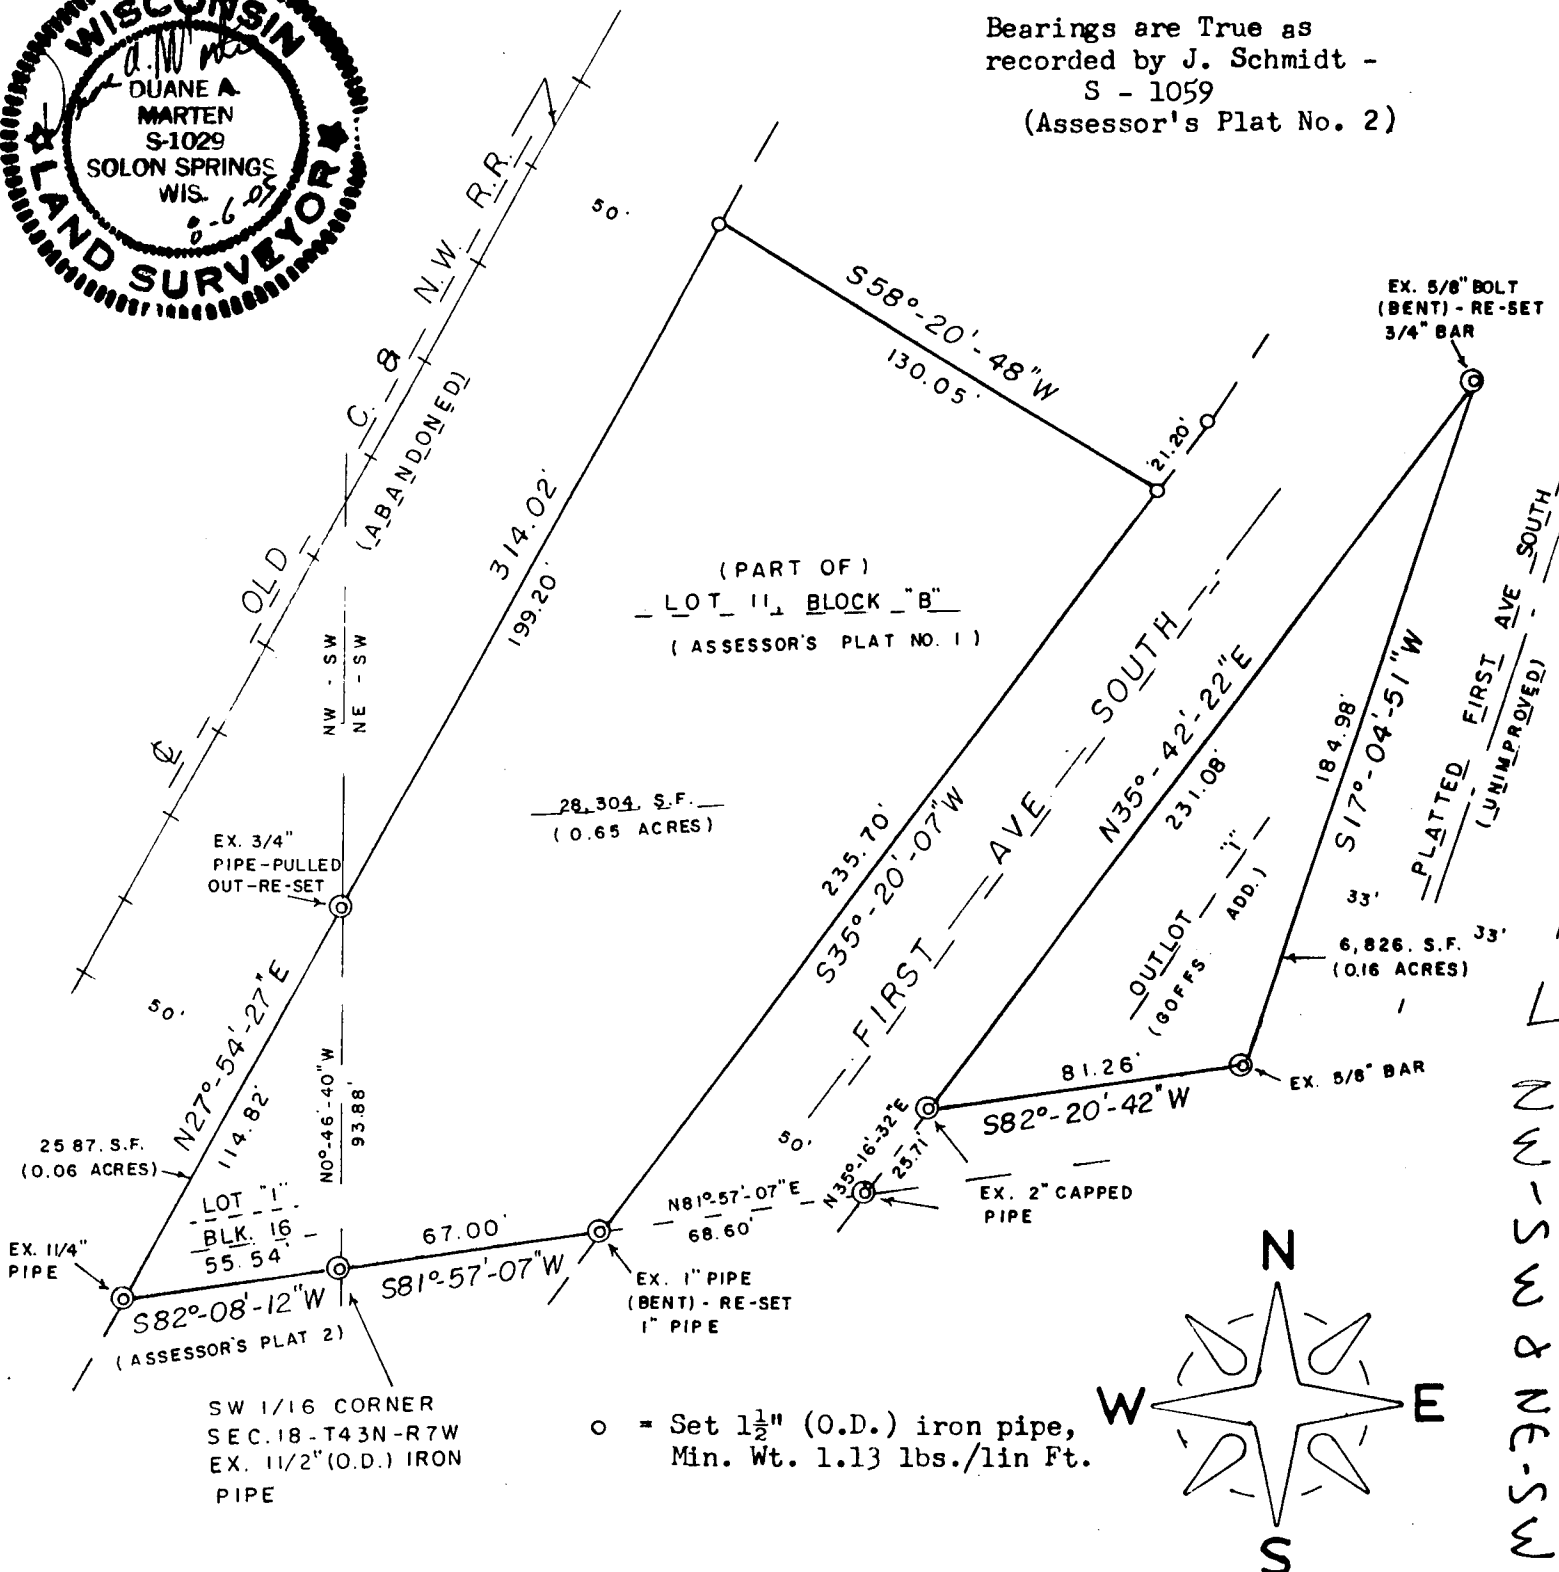 WISCONSIN
DUANE A.
MARTEN
S-1029
SOLON SPRINGS
WIS.
LAND SURVEYOR
Bearings are True as
recorded by J. Schmidt -
S - 1059
(Assessor's Plat No. 2)
℄ OLD C. & N.W. R.R.
(ABANDONED)
50'
S58°-20'-48"W
130.05'
21.20'
EX. 5/8" BOLT
(BENT) - RE-SET
3/4" BAR
314.02'
199.20'
NW - SW
NE - SW
(PART OF)
LOT 11, BLOCK "B"
(ASSESSOR'S PLAT NO. 1)
28,304. S.F.
(0.65 ACRES)
235.70'
S35°-20'-07"W
FIRST AVE SOUTH
N35°-42'-22"E
231.08'
184.98'
S17°-04'-51"W
PLATTED FIRST AVE SOUTH
(UNIMPROVED)
OUTLOT "1"
(GOFFS ADD.)
33'
33'
6,826. S.F.
(0.16 ACRES)
EX. 3/4"
PIPE-PULLED
OUT-RE-SET
50'
N27°-54'-27"E
114.82'
N0°-46'-40"W
93.88'
2587. S.F.
(0.06 ACRES)
LOT "1"
BLK. 16
55.54'
S82°-08'-12"W
(ASSESSOR'S PLAT 2)
EX. 11/4"
PIPE
67.00'
S81°-57'-07"W
EX. 1" PIPE
(BENT) - RE-SET
1" PIPE
N81°-57'-07"E
68.60'
50'
N35°-16'-32"E
25.71'
81.26'
S82°-20'-42"W
EX. 5/8" BAR
EX. 2" CAPPED
PIPE
SW 1/16 CORNER
SEC. 18 - T43N - R7W
EX. 11/2" (O.D.) IRON
PIPE
o = Set 1½" (O.D.) iron pipe,
Min. Wt. 1.13 lbs./lin Ft.
N
W
E
S
NW-SW & NE-SW